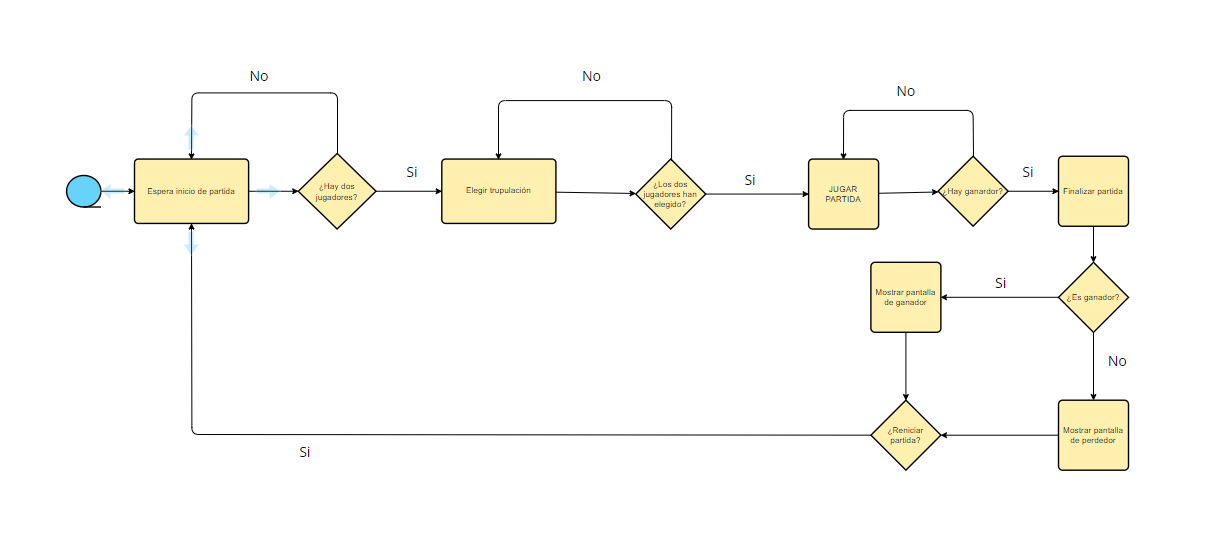 No
No
No
Espera inicio de partida
¿Hay dos
jugadores?
Si
Elegir trupulación
¿Los dos
jugadores han
elegido?
Si
JUGAR
PARTIDA
¿Hay ganardor?
Si
Finalizar partida
Mostrar pantalla
de ganador
Si
¿Es ganador?
No
¿Reniciar
partida?
Mostrar pantalla
de perdedor
Si